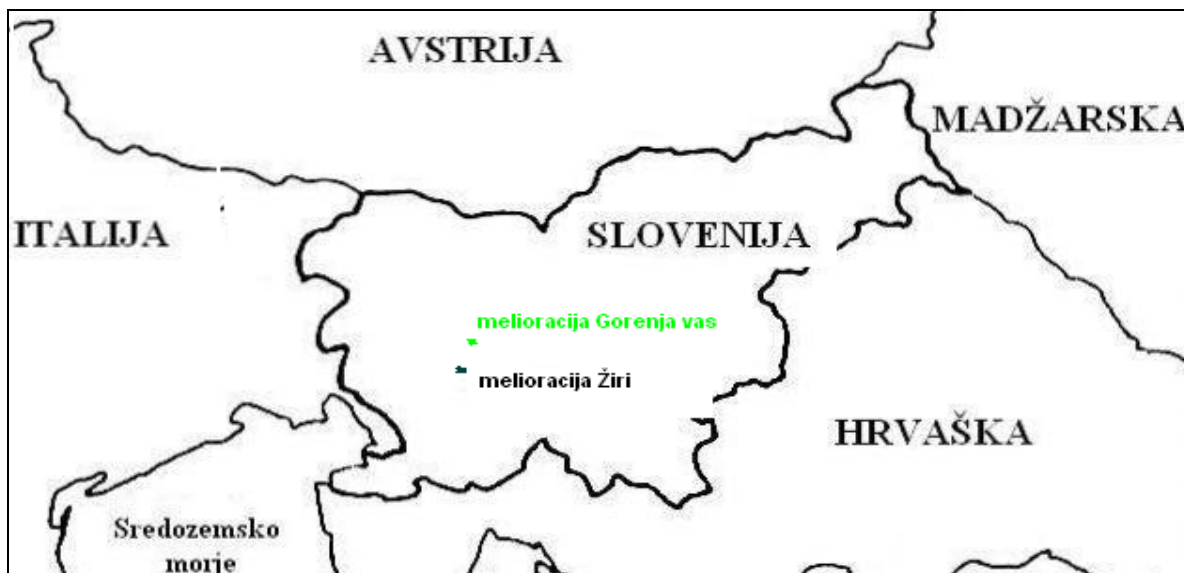 AVSTRIJA
MADŽARSKA
ITALIJA
SLOVENIJA
melioracija Gorenja vas
melioracija Žiri
HRVAŠKA
Sredozemsko
morje